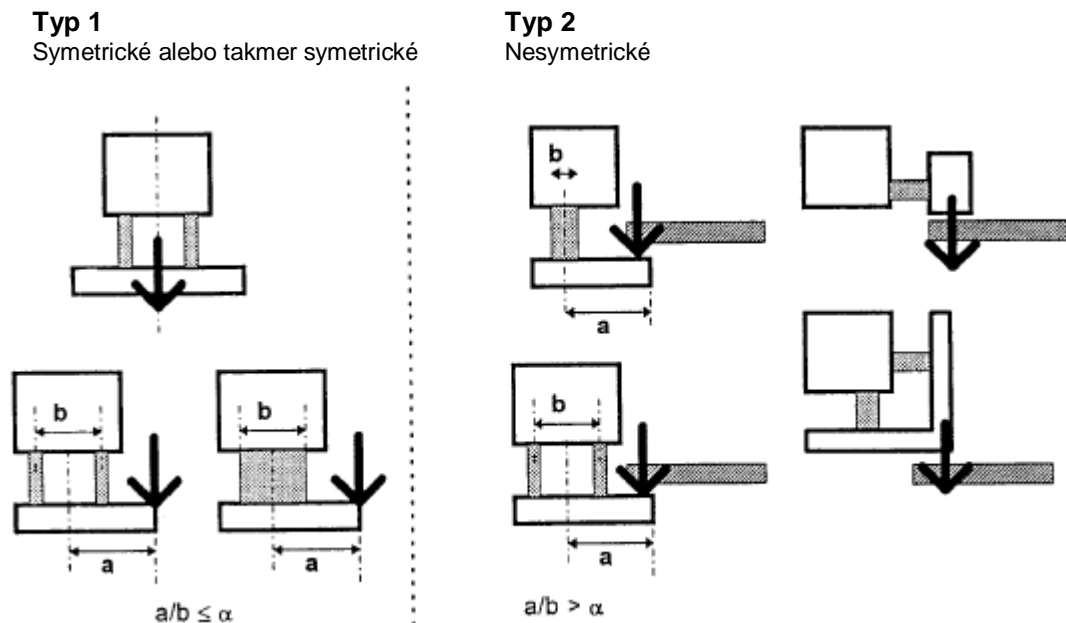 Typ 1
Symetrické alebo takmer symetrické
Typ 2
Nesymetrické
b
a
b
b
b
a
a
a
a/b ≤ α
b
a
a/b > α